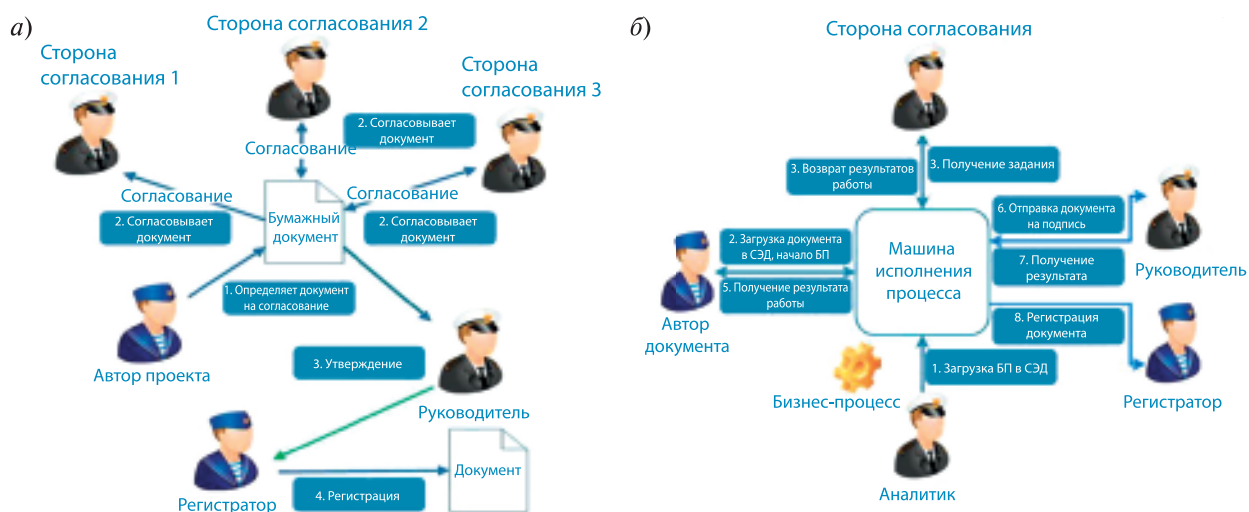 а)
Сторона согласования 2
Сторона
согласования 1
Сторона
согласования 3
2. Согласовывает
документ
Согласование
Согласование
Согласование
2. Согласовывает
документ
Бумажный
документ
2. Согласовывает
документ
1. Определяет документ
на согласование
Автор проекта
3. Утверждение
Руководитель
Документ
4. Регистрация
Регистратор
б)
Сторона согласования
3. Возврат результатов
работы
3. Получение задания
6. Отправка документа
на подпись
2. Загрузка документа
в СЭД, начало БП
Машина
исполнения
процесса
7. Получение
результата
Руководитель
5. Получение результата
работы
Автор
документа
8. Регистрация
документа
1. Загрузка БП в СЭД
Бизнес-процесс
Регистратор
Аналитик